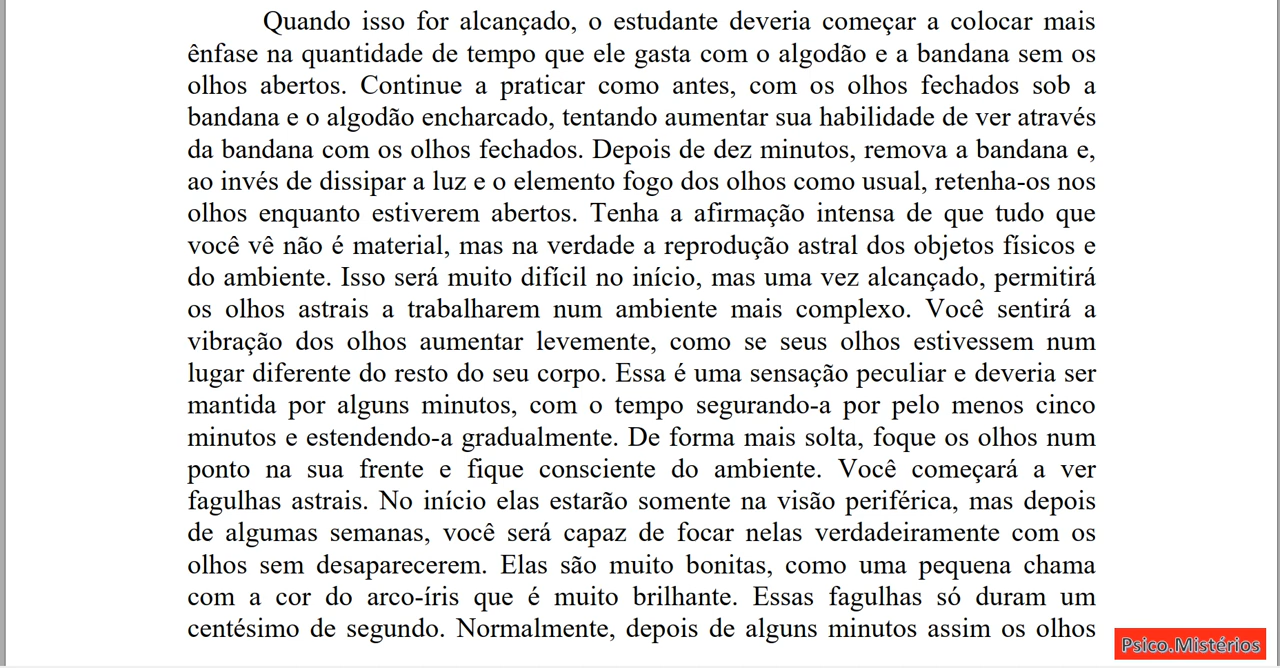 Quando isso for alcançado, o estudante deveria começar a colocar mais
ênfase na quantidade de tempo que ele gasta com o algodão e a bandana sem os
olhos abertos. Continue a praticar como antes, com os olhos fechados sob a
bandana e o algodão encharcado, tentando aumentar sua habilidade de ver através
da bandana com os olhos fechados. Depois de dez minutos, remova a bandana e,
ao invés de dissipar a luz e o elemento fogo dos olhos como usual, retenha-os nos
olhos enquanto estiverem abertos. Tenha a afirmação intensa de que tudo que
você vê não é material, mas na verdade a reprodução astral dos objetos físicos e
do ambiente. Isso será muito difícil no início, mas uma vez alcançado, permitirá
os olhos astrais a trabalharem num ambiente mais complexo. Você sentirá a
vibração dos olhos aumentar levemente, como se seus olhos estivessem num
lugar diferente do resto do seu corpo. Essa é uma sensação peculiar e deveria ser
mantida por alguns minutos, com o tempo segurando-a por pelo menos cinco
minutos e estendendo-a gradualmente. De forma mais solta, foque os olhos num
ponto na sua frente e fique consciente do ambiente. Você começará a ver
fagulhas astrais. No início elas estarão somente na visão periférica, mas depois
de algumas semanas, você será capaz de focar nelas verdadeiramente com os
olhos sem desaparecerem. Elas são muito bonitas, como uma pequena chama
com a cor do arco-íris que é muito brilhante. Essas fagulhas só duram um
centésimo de segundo. Normalmente, depois de alguns minutos assim os olhos
Psico.Mistérios